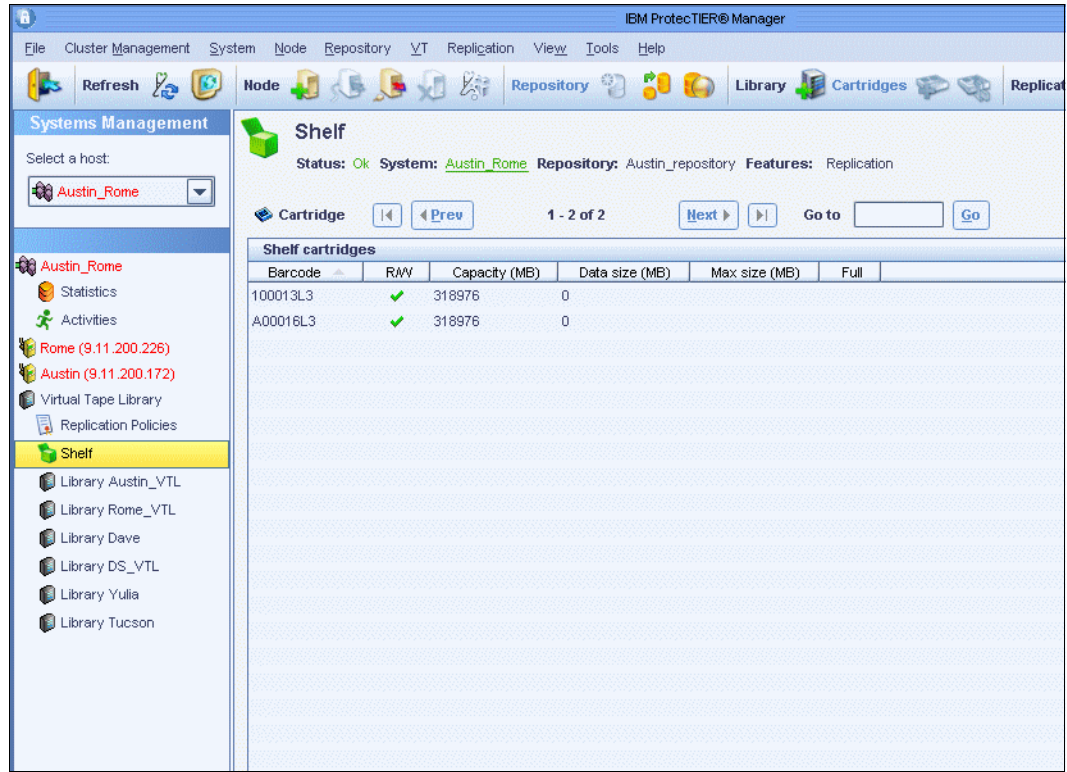 IBM ProtecTIER® Manager
File Cluster Management System Node Repository VT Replication View Tools Help
Refresh Node Repository Library Cartridges Replicat
Systems Management
Select a host:
Austin_Rome
Austin_Rome
Statistics
Activities
Rome (9.11.200.226)
Austin (9.11.200.172)
Virtual Tape Library
Replication Policies
Shelf
Library Austin_VTL
Library Rome_VTL
Library Dave
Library DS_VTL
Library Yulia
Library Tucson
Shelf
Status: Ok System: Austin_Rome Repository: Austin_repository Features: Replication
Cartridge Prev 1 - 2 of 2 Next Go to Go
Shelf cartridges
Barcode R/W Capacity (MB) Data size (MB) Max size (MB) Full
100013L3 318976 0
A00016L3 318976 0